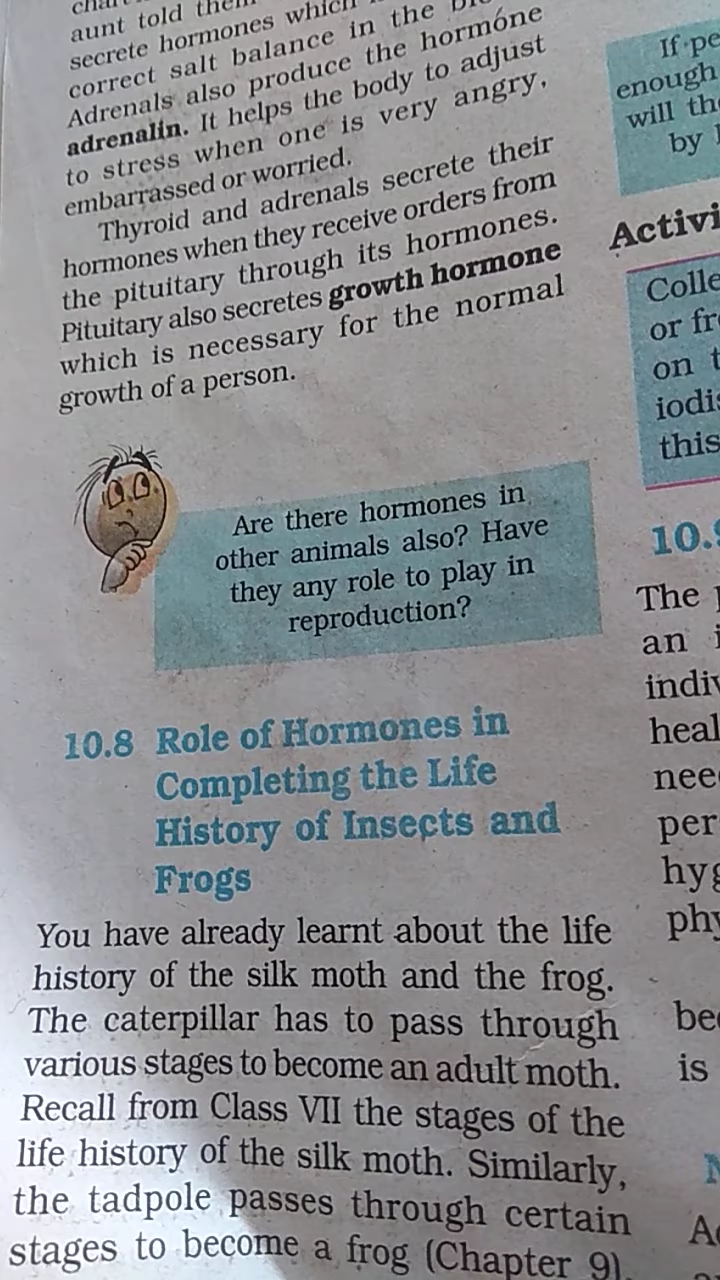 aunt told them
secrete hormones which
correct salt balance in the
Adrenals also produce the hormone
adrenalin. It helps the body to adjust
to stress when one is very angry,
embarrassed or worried.
Thyroid and adrenals secrete their
hormones when they receive orders from
the pituitary through its hormones.
Pituitary also secretes growth hormone
which is necessary for the normal
growth of a person.
Are there hormones in
other animals also? Have
they any role to play in
reproduction?
10.8 Role of Hormones in
Completing the Life
History of Insects and
Frogs
You have already learnt about the life
history of the silk moth and the frog.
The caterpillar has to pass through
various stages to become an adult moth.
Recall from Class VII the stages of the
life history of the silk moth. Similarly,
the tadpole passes through certain
stages to become a frog (Chapter 9)
If pe
enough
will th
by
Activi
Colle
or fr
on t
iodi
this
10.
The
an
indiv
heal
nee
per
hyg
phy
be
is